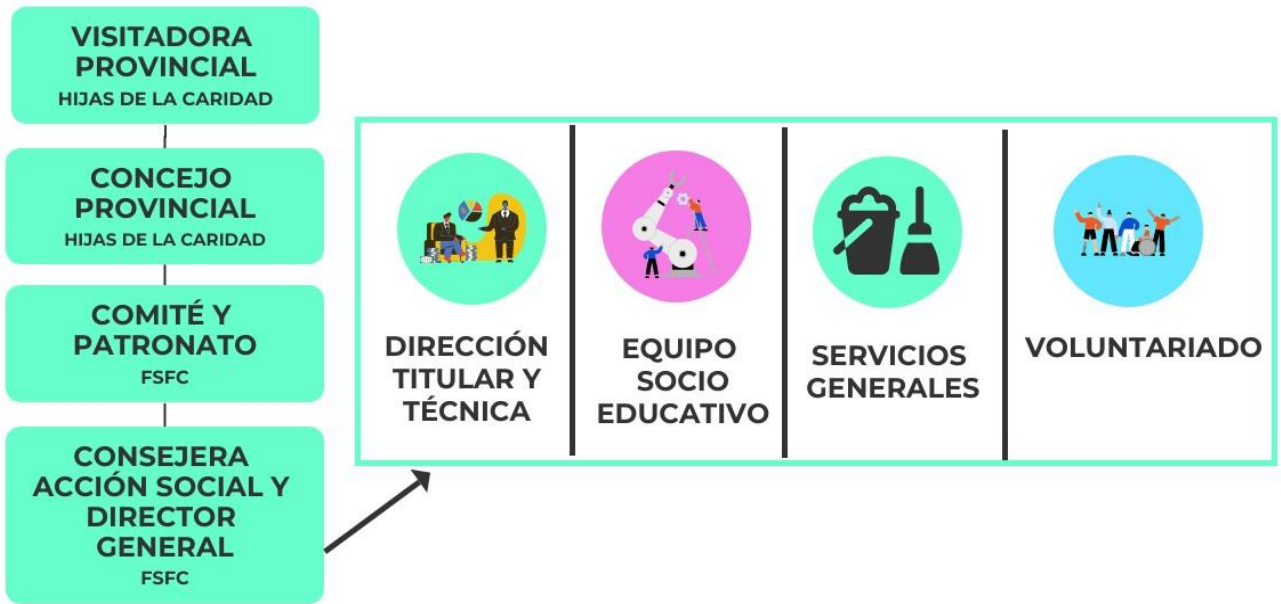 VISITADORA
PROVINCIAL
HIJAS DE LA CARIDAD
CONCEJO
PROVINCIAL
HIJAS DE LA CARIDAD
COMITÉ Y
PATRONATO
FSFC
CONSEJERA
ACCIÓN SOCIAL Y
DIRECTOR
GENERAL
FSFC
DIRECCIÓN
TITULAR Y
TÉCNICA
EQUIPO
SOCIO
EDUCATIVO
SERVICIOS
GENERALES
VOLUNTARIADO